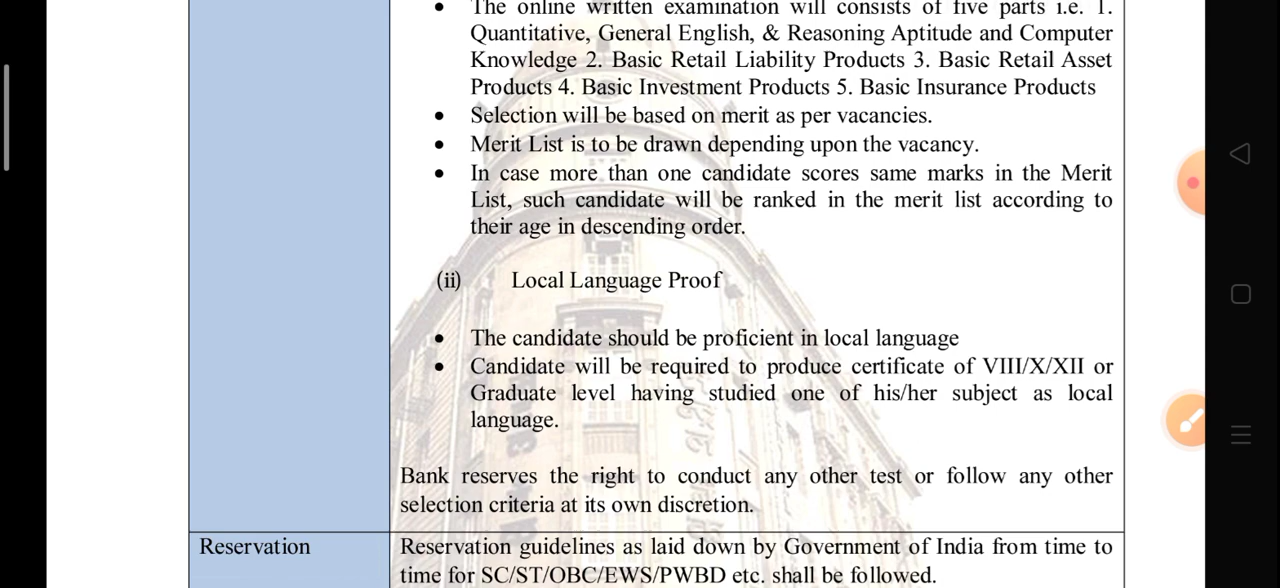 • The online written examination will consists of five parts i.e. 1.
Quantitative, General English, & Reasoning Aptitude and Computer
Knowledge 2. Basic Retail Liability Products 3. Basic Retail Asset
Products 4. Basic Investment Products 5. Basic Insurance Products
• Selection will be based on merit as per vacancies.
• Merit List is to be drawn depending upon the vacancy.
• In case more than one candidate scores same marks in the Merit
List, such candidate will be ranked in the merit list according to
their age in descending order.
(ii) Local Language Proof
• The candidate should be proficient in local language
• Candidate will be required to produce certificate of VIII/X/XII or
Graduate level having studied one of his/her subject as local
language.
Bank reserves the right to conduct any other test or follow any other
selection criteria at its own discretion.
Reservation
Reservation guidelines as laid down by Government of India from time to
time for SC/ST/OBC/EWS/PWBD etc. shall be followed.